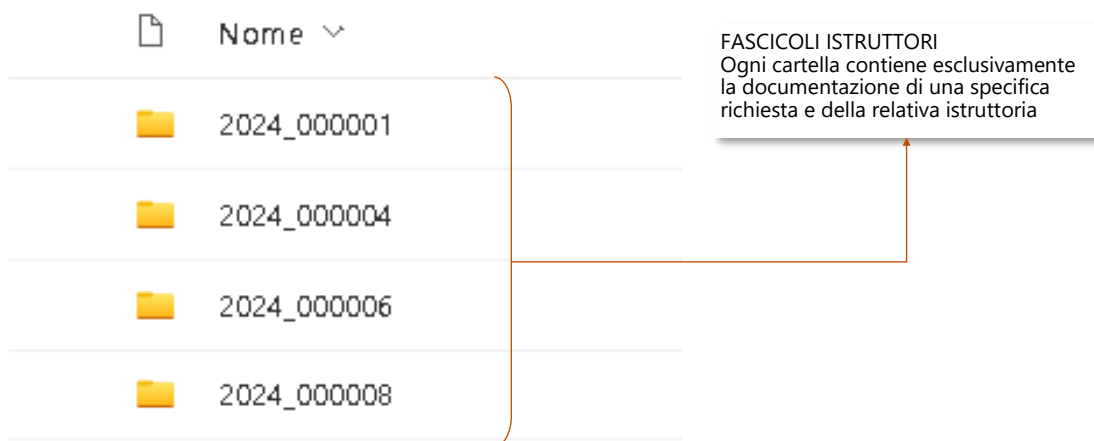 Nome
FASCICOLI ISTRUTTORI
Ogni cartella contiene esclusivamente
la documentazione di una specifica
richiesta e della relativa istruttoria
2024_000001
2024_000004
2024_000006
2024_000008